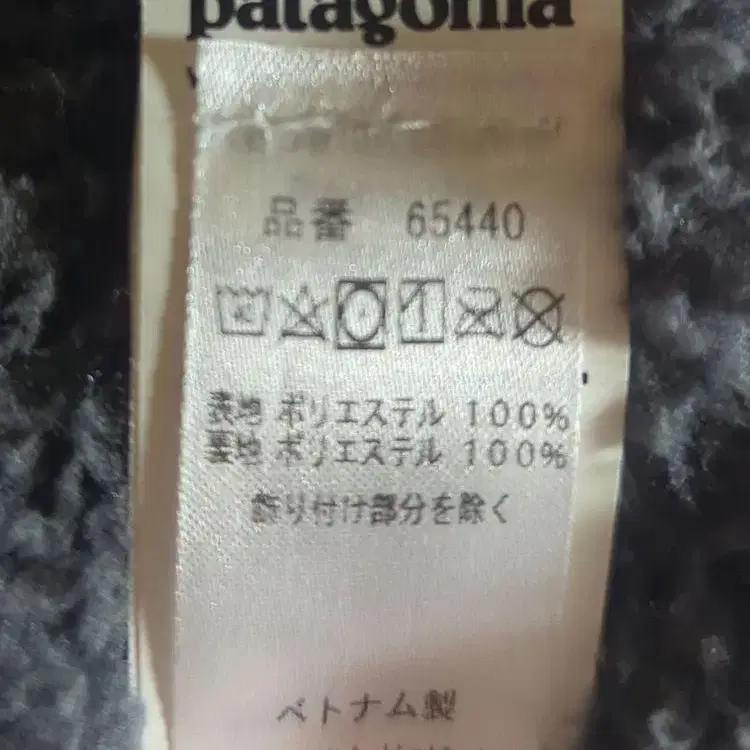 patagonia
品番 65440
表地 ポリエステル 100%
裏地 ポリエステル 100%
飾り付け部分を除く
ベトナム製